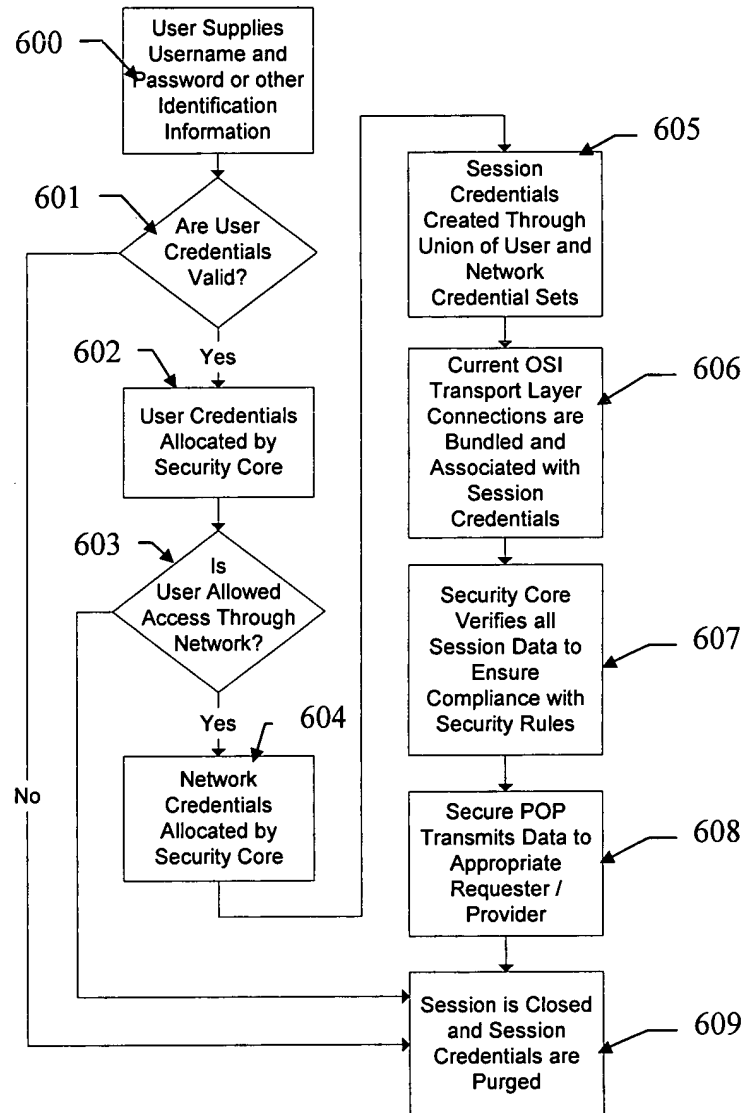 600
User Supplies
Username and
Password or other
Identification
Information
601
Are User
Credentials
Valid?
Yes
602
User Credentials
Allocated by
Security Core
603
Is
User Allowed
Access Through
Network?
Yes
604
Network
Credentials
Allocated by
Security Core
No
605
Session
Credentials
Created Through
Union of User and
Network
Credential Sets
606
Current OSI
Transport Layer
Connections are
Bundled and
Associated with
Session
Credentials
607
Security Core
Verifies all
Session Data to
Ensure
Compliance with
Security Rules
608
Secure POP
Transmits Data to
Appropriate
Requester /
Provider
609
Session is Closed
and Session
Credentials are
Purged